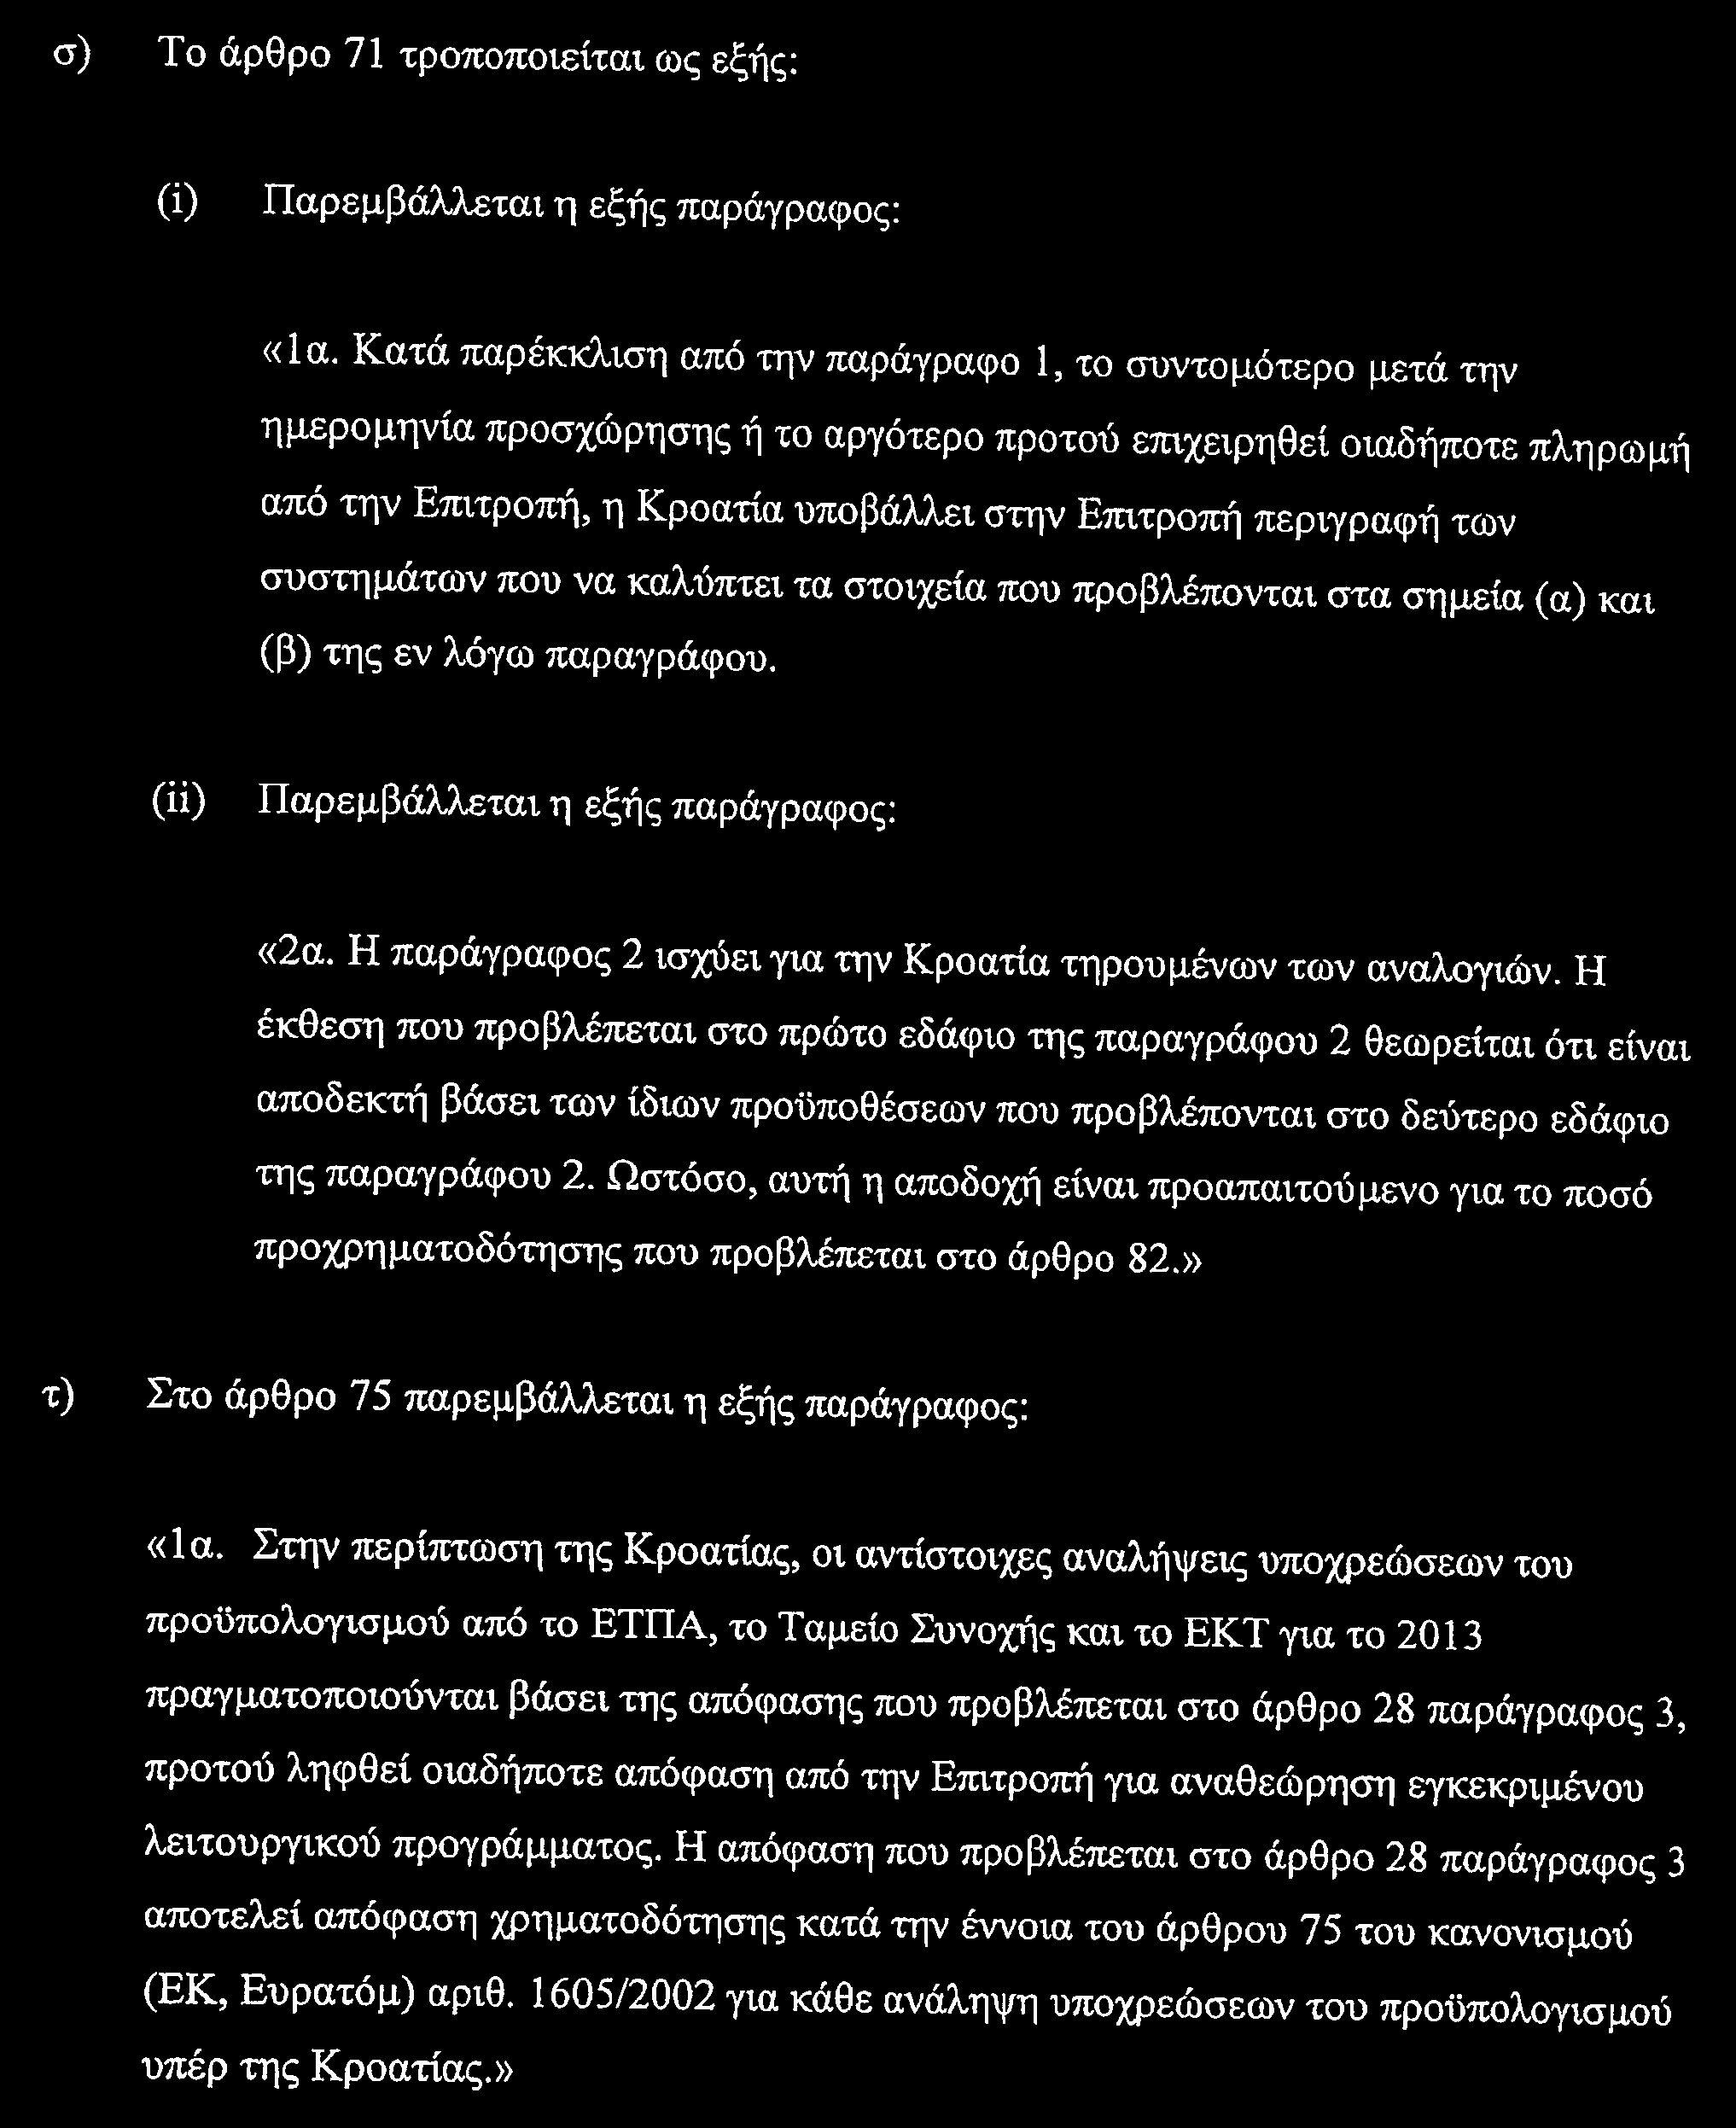 σ) Το άρθρο 71 τροποποιείται ως εξής:
(i) Παρεμβάλλεται η εξής παράγραφος:
«1α. Κατά παρέκκλιση από την παράγραφο 1, το συντομότερο μετά την
ημερομηνία προσχώρησης ή το αργότερο προτού επιχειρηθεί οιαδήποτε πληρωμή
από την Επιτροπή, η Κροατία υποβάλλει στην Επιτροπή περιγραφή των
συστημάτων που να καλύπτει τα στοιχεία που προβλέπονται στα σημεία (α) και
(β) της εν λόγω παραγράφου.
(ii) Παρεμβάλλεται η εξής παράγραφος:
«2α. Η παράγραφος 2 ισχύει για την Κροατία τηρουμένων των αναλογιών. Η
έκθεση που προβλέπεται στο πρώτο εδάφιο της παραγράφου 2 θεωρείται ότι είναι
αποδεκτή βάσει των ίδιων προϋποθέσεων που προβλέπονται στο δεύτερο εδάφιο
της παραγράφου 2. Ωστόσο, αυτή η αποδοχή είναι προαπαιτούμενο για το ποσό
προχρηματοδότησης που προβλέπεται στο άρθρο 82.»
τ) Στο άρθρο 75 παρεμβάλλεται η εξής παράγραφος:
«1α. Στην περίπτωση της Κροατίας, οι αντίστοιχες αναλήψεις υποχρεώσεων του
προϋπολογισμού από το ΕΤΠΑ, το Ταμείο Συνοχής και το ΕΚΤ για το 2013
πραγματοποιούνται βάσει της απόφασης που προβλέπεται στο άρθρο 28 παράγραφος 3,
προτού ληφθεί οιαδήποτε απόφαση από την Επιτροπή για αναθεώρηση εγκεκριμένου
λειτουργικού προγράμματος. Η απόφαση που προβλέπεται στο άρθρο 28 παράγραφος 3
αποτελεί απόφαση χρηματοδότησης κατά την έννοια του άρθρου 75 του κανονισμού
(ΕΚ, Ευρατόμ) αριθ. 1605/2002 για κάθε ανάληψη υποχρεώσεων του προϋπολογισμού
υπέρ της Κροατίας.»